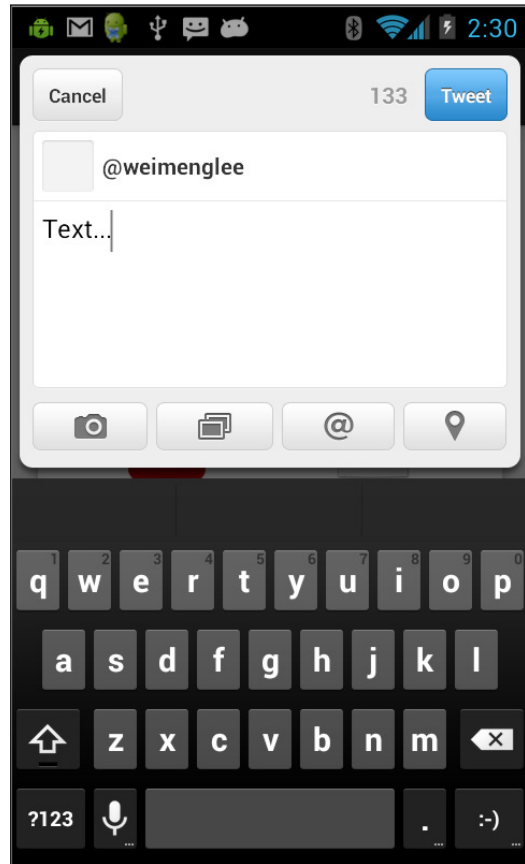 2:30
Cancel 133 Tweet
@weimenglee
Text...
@
1 2 3 4 5 6 7 8 9 0
q w e r t y u i o p
a s d f g h j k l
z x c v b n m
?123 . :-)
... ... ...